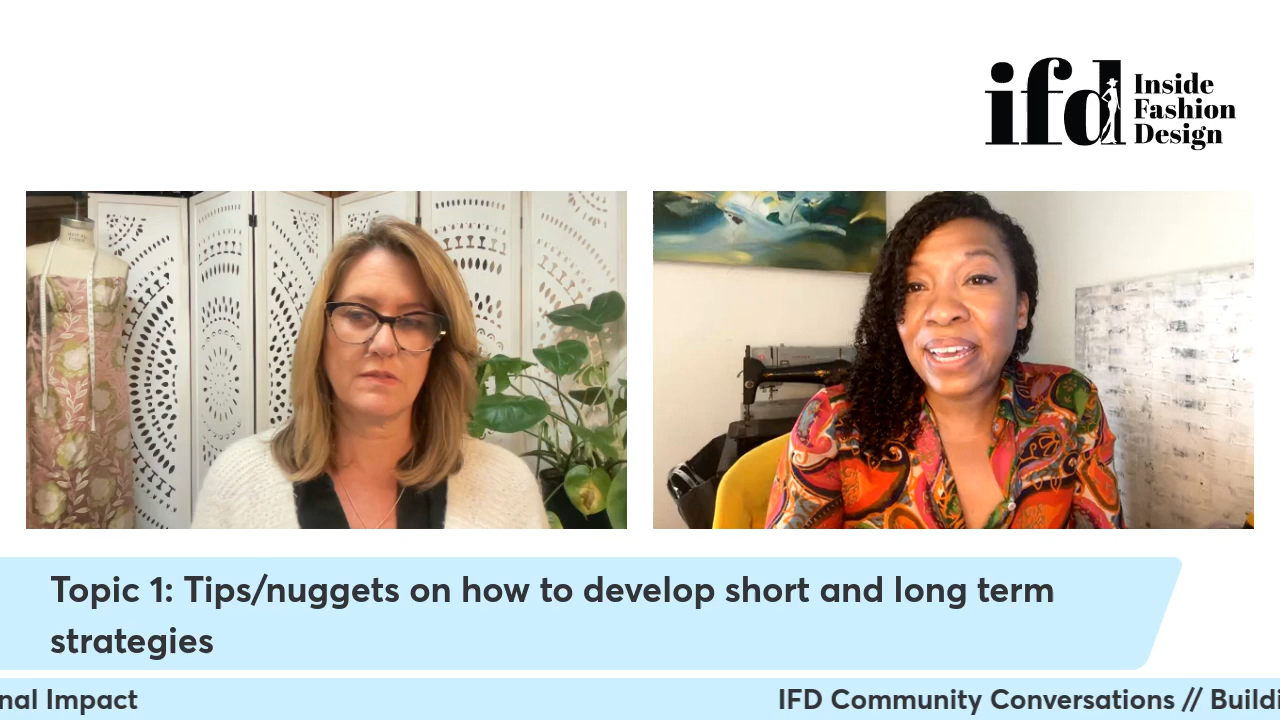 ifd
Inside
Fashion
Design
Topic 1: Tips/nuggets on how to develop short and long term
strategies
nal Impact
IFD Community Conversations // Buildi